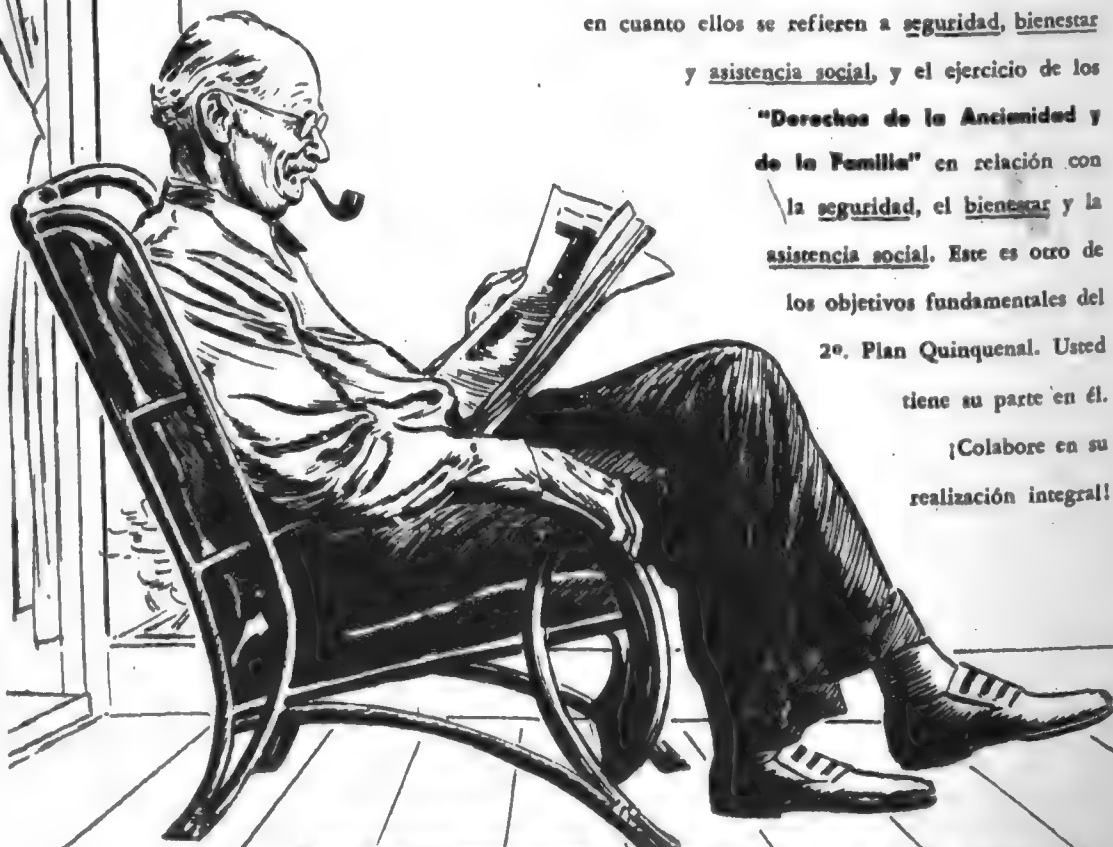 en cuanto ellos se refieren a seguridad, bienestar
y asistencia social, y el ejercicio de los
"Derechos de la Ancianidad y
de la Familia" en relación con
la seguridad, el bienestar y la
asistencia social. Este es otro de
los objetivos fundamentales del
2º. Plan Quinquenal. Usted
tiene su parte en él.
¡Colabore en su
realización integral!